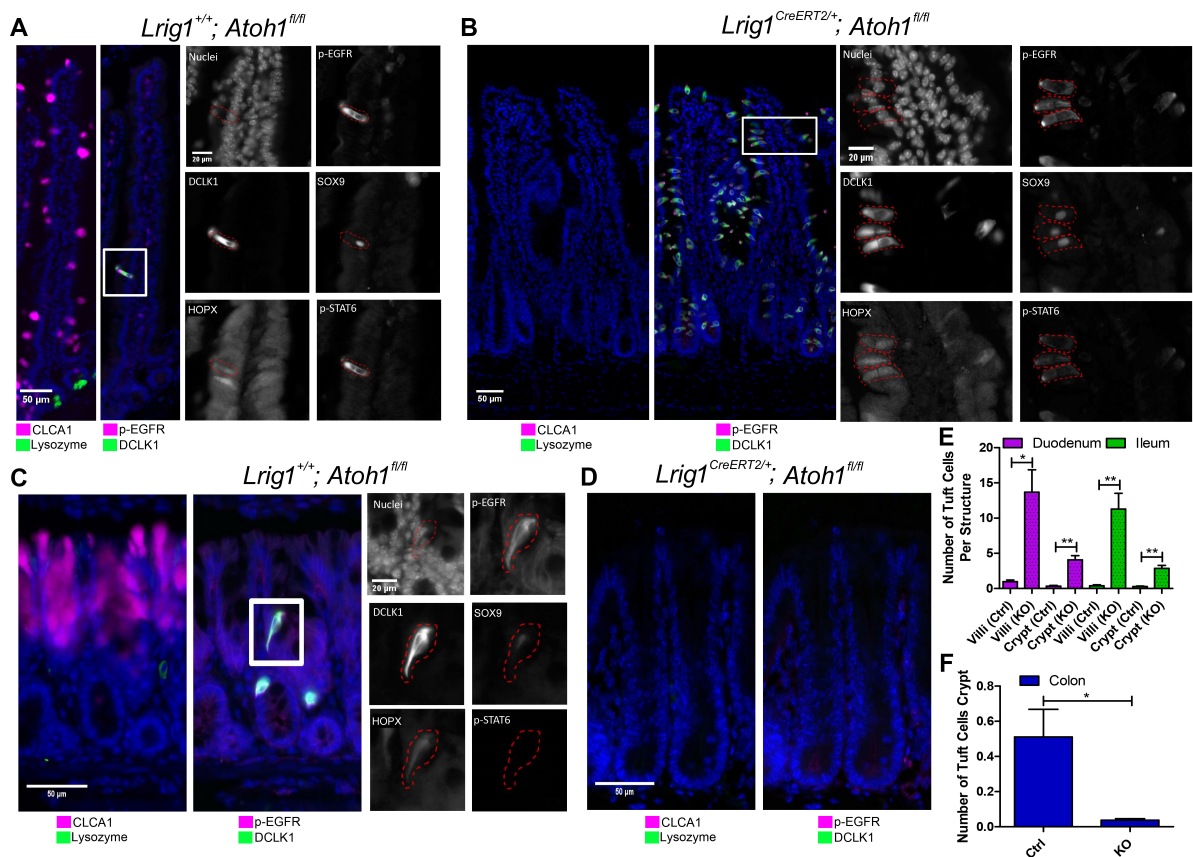 A
Lrig1+/+; Atoh1fl/fl
Nuclei
p-EGFR
20 µm
DCLK1
SOX9
HOPX
p-STAT6
50 µm
CLCA1
p-EGFR
Lysozyme
DCLK1
B
Lrig1CreERT2/+; Atoh1fl/fl
Nuclei
p-EGFR
20 µm
DCLK1
SOX9
HOPX
p-STAT6
50 µm
CLCA1
p-EGFR
Lysozyme
DCLK1
C
Lrig1+/+; Atoh1fl/fl
Nuclei
p-EGFR
20 µm
DCLK1
SOX9
HOPX
p-STAT6
50 µm
CLCA1
p-EGFR
Lysozyme
DCLK1
D
Lrig1CreERT2/+; Atoh1fl/fl
50 µm
CLCA1
p-EGFR
Lysozyme
DCLK1
E
Duodenum
Ileum
Number of Tuft Cells
Per Structure
20
15
10
5
0
*
**
**
**
Villi (Ctrl)
Villi (KO)
Crypt (Ctrl)
Crypt (KO)
Villi (Ctrl)
Villi (KO)
Crypt (Ctrl)
Crypt (KO)
F
Colon
Number of Tuft Cells Crypt
0.8
0.6
0.4
0.2
0.0
*
Ctrl
KO